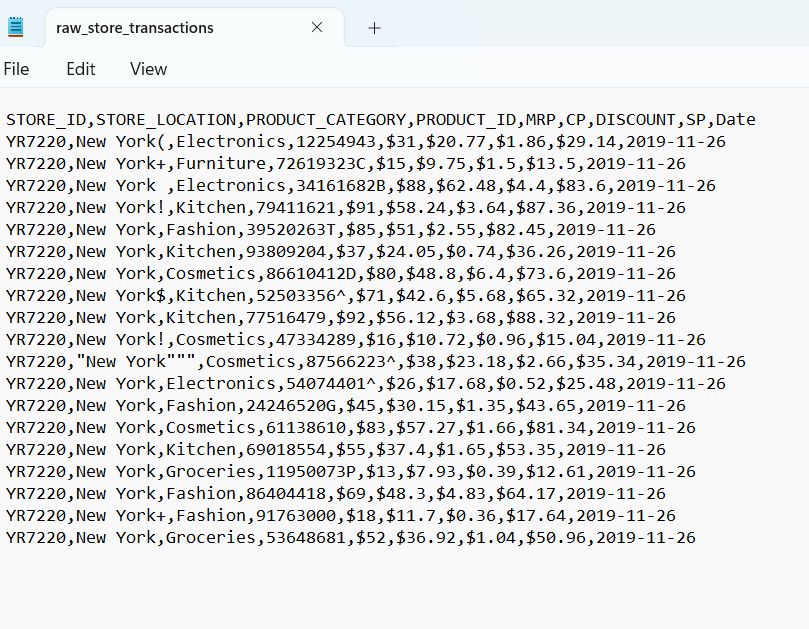 raw_store_transactions
File Edit View
STORE_ID,STORE_LOCATION,PRODUCT_CATEGORY,PRODUCT_ID,MRP,CP,DISCOUNT,SP,Date
YR7220,New York(,Electronics,12254943,$31,$20.77,$1.86,$29.14,2019-11-26
YR7220,New York+,Furniture,72619323C,$15,$9.75,$1.5,$13.5,2019-11-26
YR7220,New York ,Electronics,34161682B,$88,$62.48,$4.4,$83.6,2019-11-26
YR7220,New York!,Kitchen,79411621,$91,$58.24,$3.64,$87.36,2019-11-26
YR7220,New York,Fashion,39520263T,$85,$51,$2.55,$82.45,2019-11-26
YR7220,New York,Kitchen,93809204,$37,$24.05,$0.74,$36.26,2019-11-26
YR7220,New York,Cosmetics,86610412D,$80,$48.8,$6.4,$73.6,2019-11-26
YR7220,New York$,Kitchen,52503356^,$71,$42.6,$5.68,$65.32,2019-11-26
YR7220,New York,Kitchen,77516479,$92,$56.12,$3.68,$88.32,2019-11-26
YR7220,New York!,Cosmetics,47334289,$16,$10.72,$0.96,$15.04,2019-11-26
YR7220,"New York""",Cosmetics,87566223^,$38,$23.18,$2.66,$35.34,2019-11-26
YR7220,New York,Electronics,54074401^,$26,$17.68,$0.52,$25.48,2019-11-26
YR7220,New York,Fashion,24246520G,$45,$30.15,$1.35,$43.65,2019-11-26
YR7220,New York,Cosmetics,61138610,$83,$57.27,$1.66,$81.34,2019-11-26
YR7220,New York,Kitchen,69018554,$55,$37.4,$1.65,$53.35,2019-11-26
YR7220,New York,Groceries,11950073P,$13,$7.93,$0.39,$12.61,2019-11-26
YR7220,New York,Fashion,86404418,$69,$48.3,$4.83,$64.17,2019-11-26
YR7220,New York+,Fashion,91763000,$18,$11.7,$0.36,$17.64,2019-11-26
YR7220,New York,Groceries,53648681,$52,$36.92,$1.04,$50.96,2019-11-26